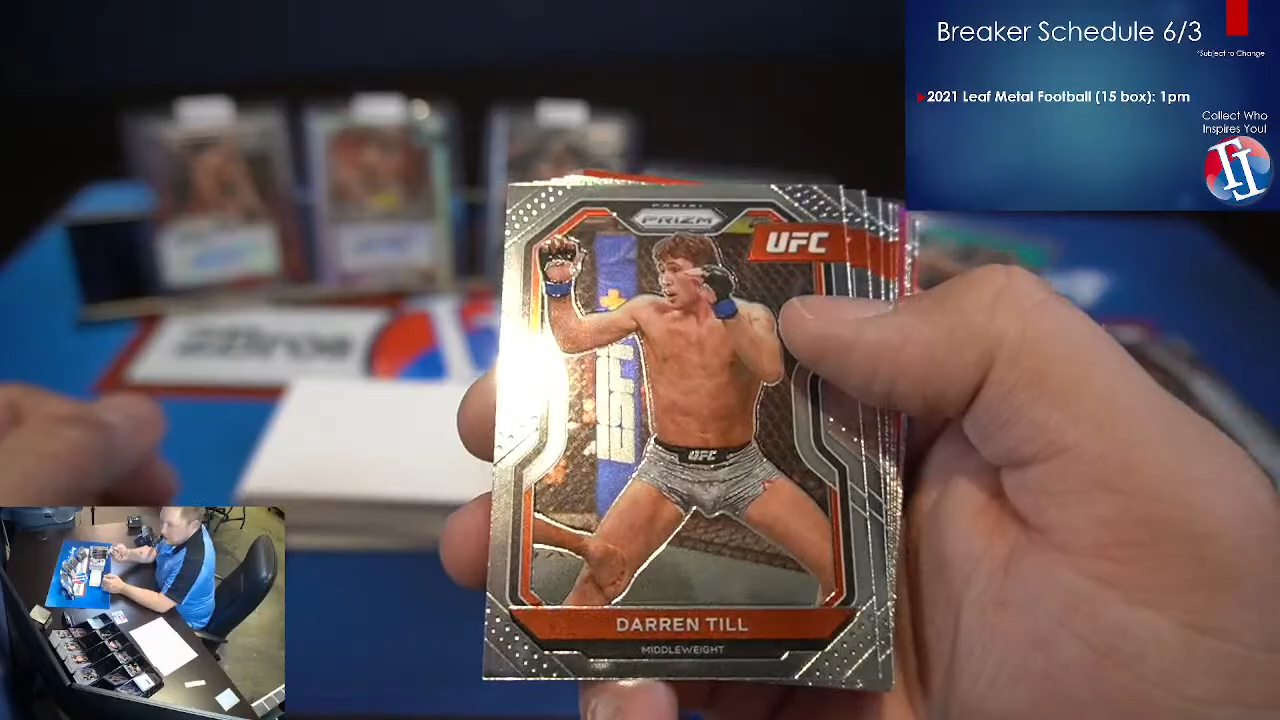 Breaker Schedule 6/3
*Subject to Change
2021 Leaf Metal Football (15 box): 1pm
Collect Who
Inspires You!
PANINI
PRIZM
UFC
UFC
DARREN TILL
MIDDLEWEIGHT